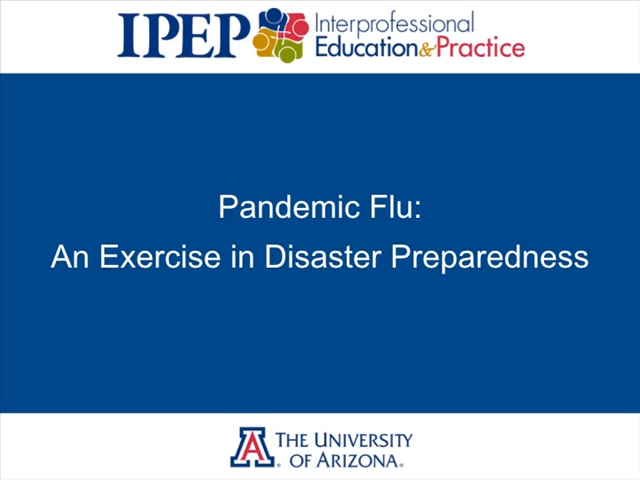 IPEP Interprofessional
Education&Practice
Pandemic Flu:
An Exercise in Disaster Preparedness
A THE UNIVERSITY
OF ARIZONA®